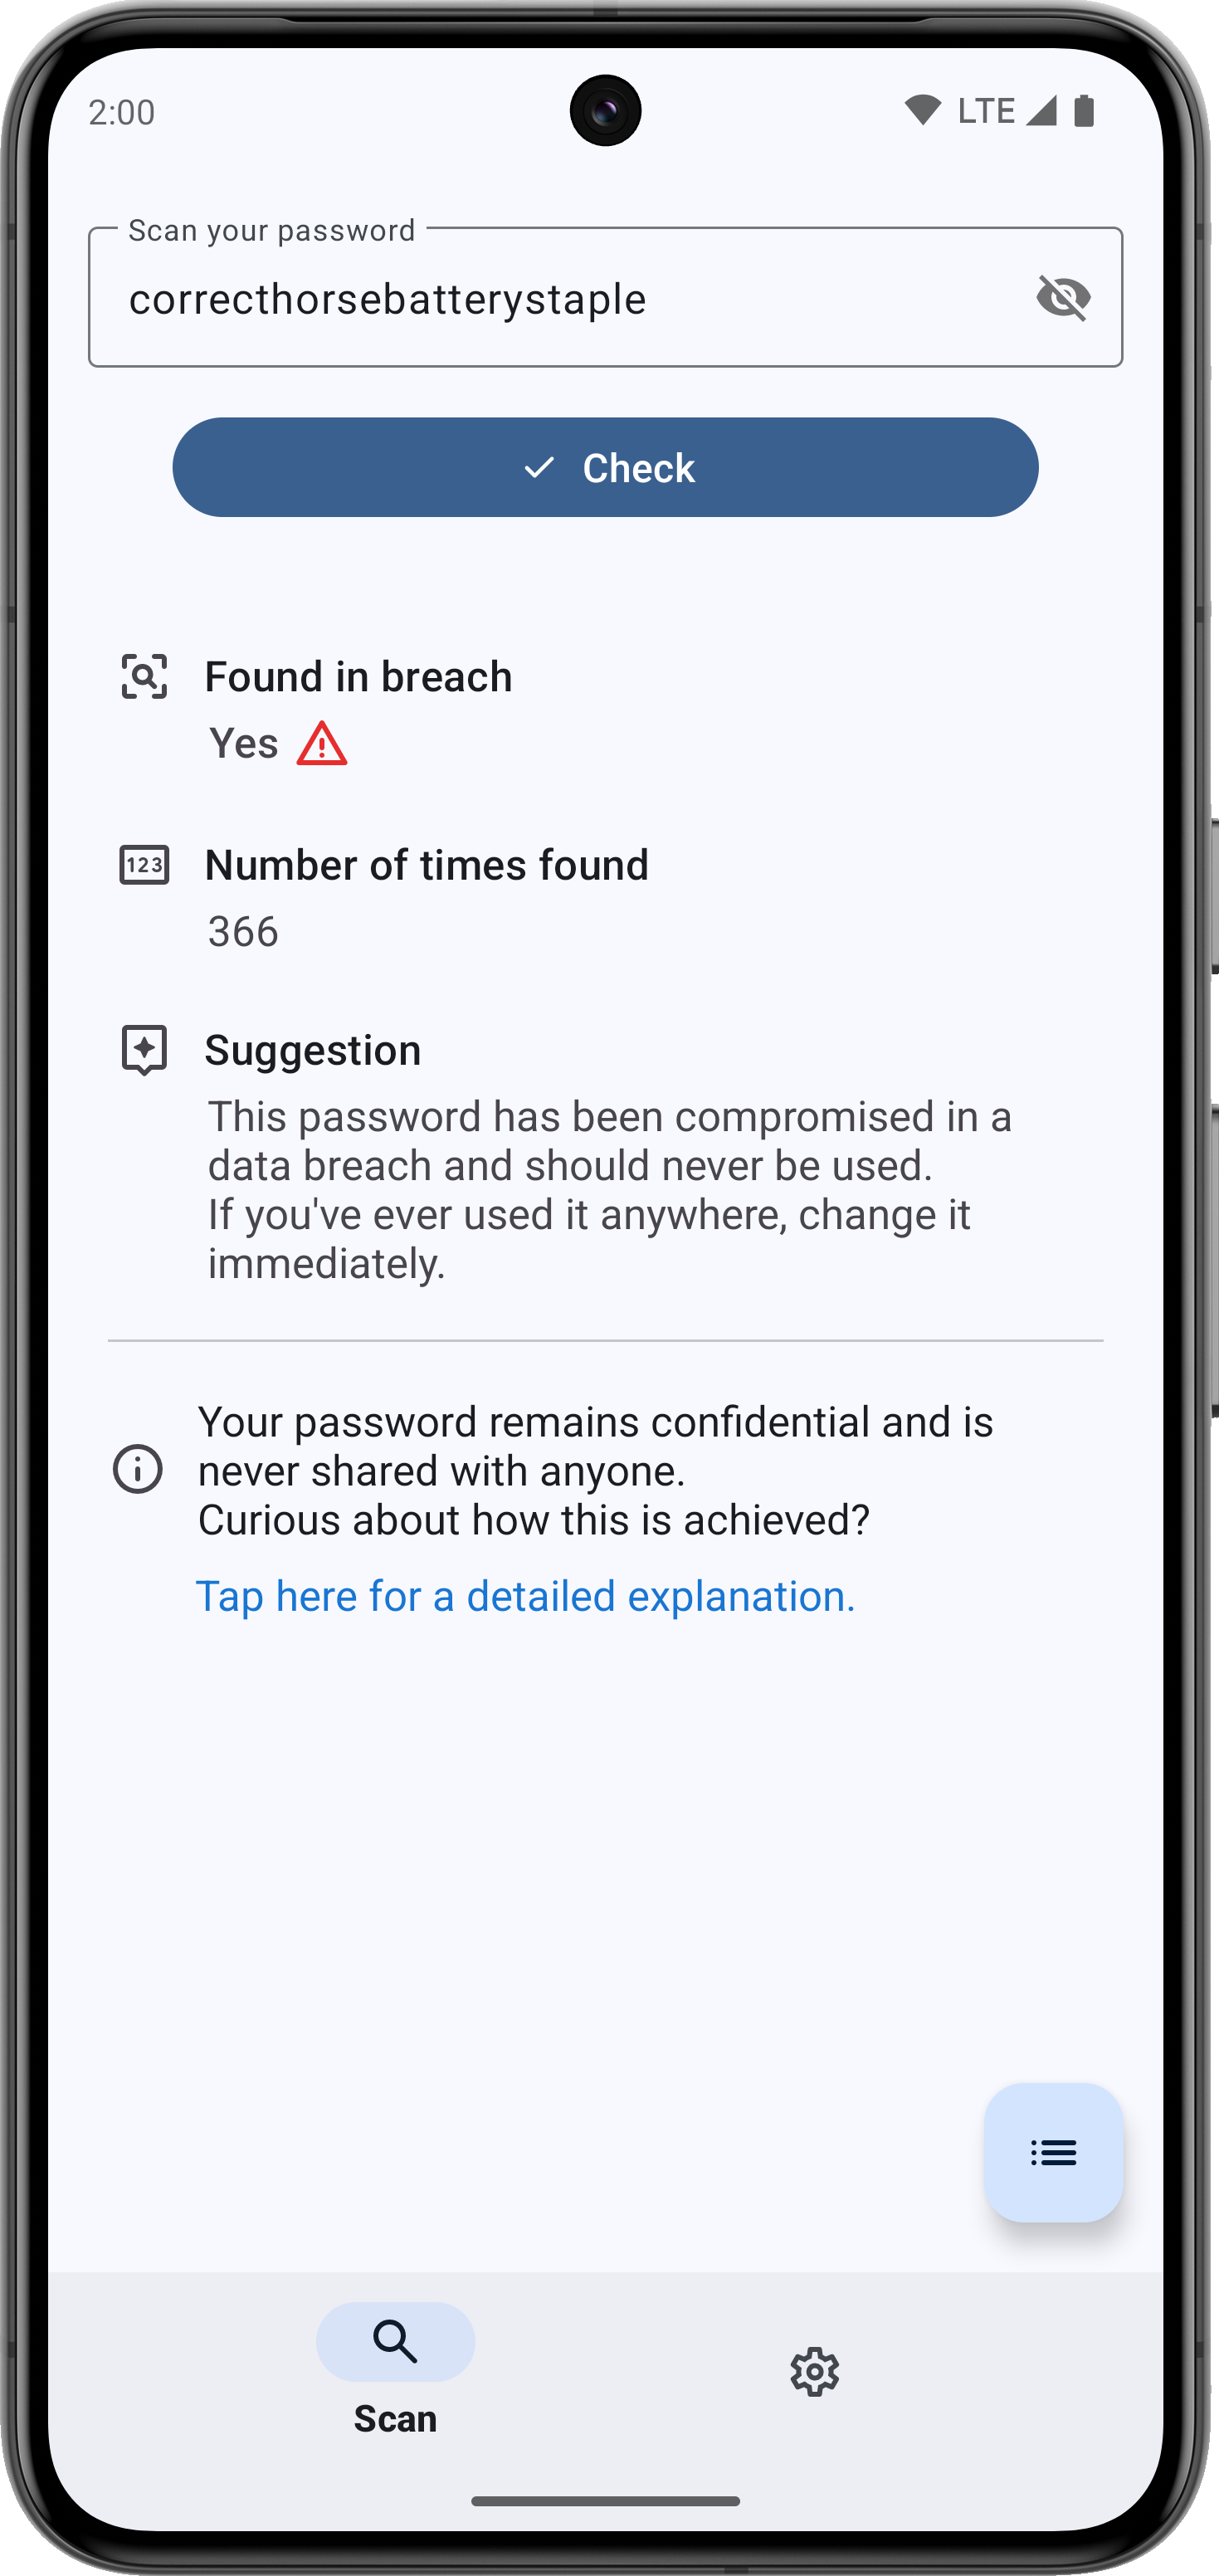 2:00 LTE
Scan your password
correcthorsebatterystaple
Check
Found in breach
Yes
123 Number of times found
366
Suggestion
This password has been compromised in a
data breach and should never be used.
If you've ever used it anywhere, change it
immediately.
Your password remains confidential and is
never shared with anyone.
Curious about how this is achieved?
Tap here for a detailed explanation.
Scan